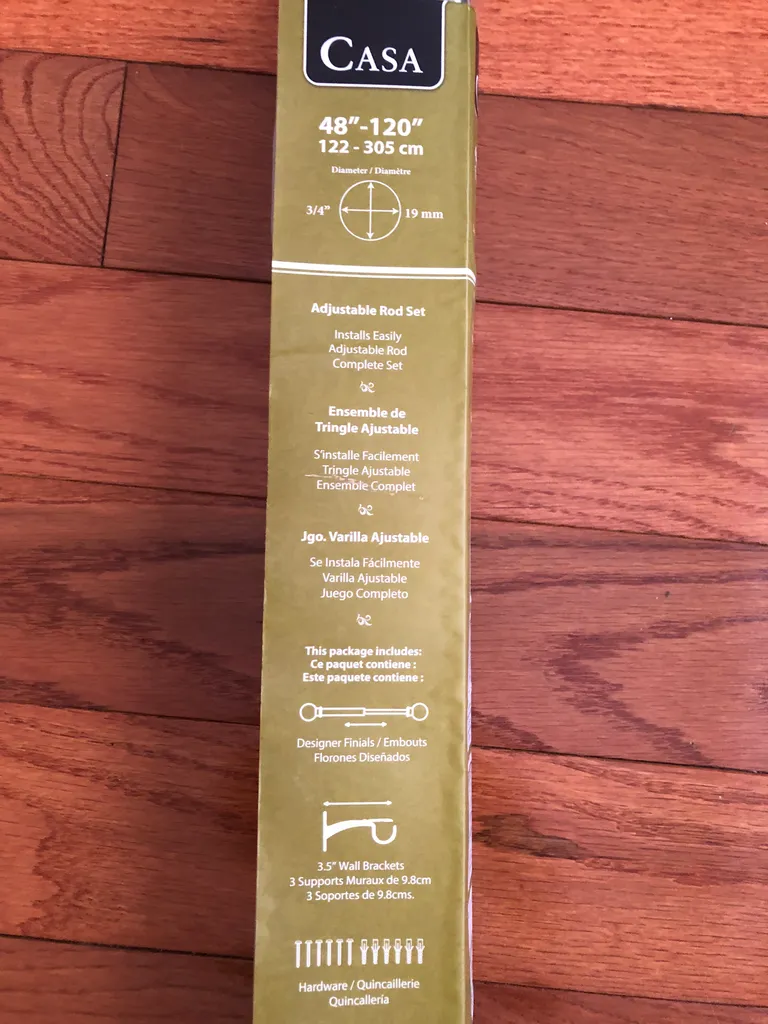 CASA
48"-120"
122 - 305 cm
Diameter / Diamètre
3/4" 19 mm
Adjustable Rod Set
Installs Easily
Adjustable Rod
Complete Set
Ensemble de
Tringle Ajustable
S'installe Facilement
Tringle Ajustable
Ensemble Complet
Jgo. Varilla Ajustable
Se Instala Fácilmente
Varilla Ajustable
Juego Completo
This package includes:
Ce paquet contiene :
Este paquete contiene :
Designer Finials / Embouts
Florones Diseñados
3.5" Wall Brackets
3 Supports Muraux de 9.8cm
3 Soportes de 9.8cms.
Hardware / Quincaillerie
Quincallería